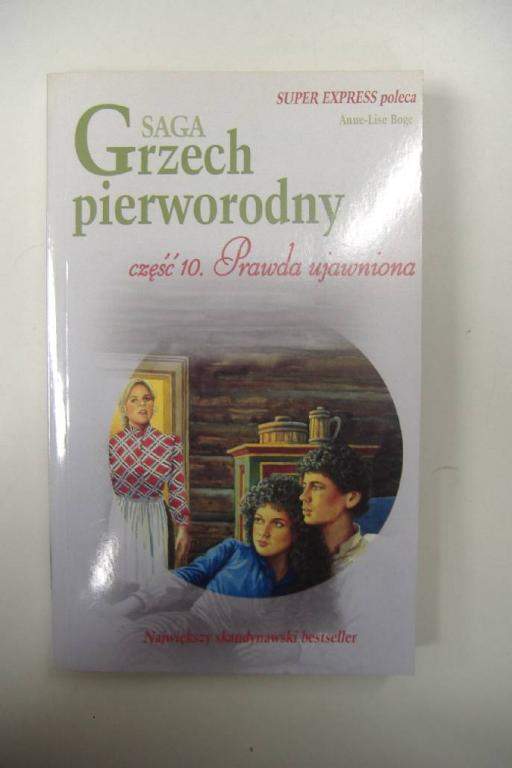 SUPER EXPRESS poleca
Anne-Lise Boge
SAGA
Grzech
pierworodny
część 10. Prawda ujawniona
Największy skandynawski bestseller